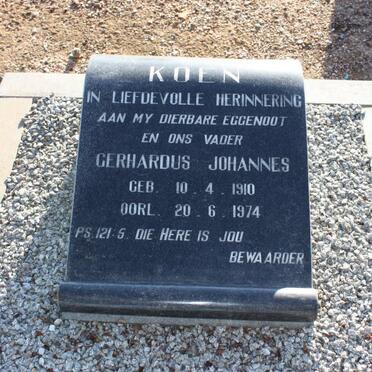 KOEN
IN LIEFDEVOLLE HERINNERING
AAN MY DIERBARE EGGENOOT
EN ONS VADER
GERHARDUS JOHANNES
GEB. 10 · 4 · 1910
OORL. 20 · 6 · 1974
PS. 121:5. DIE HERE IS JOU
BEWAARDER